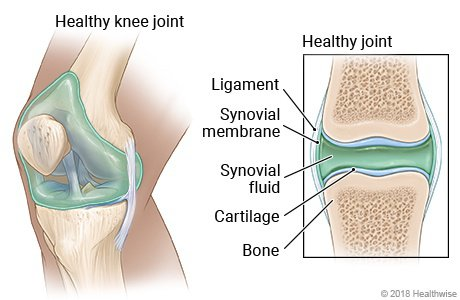 Healthy knee joint
Healthy joint
Ligament
Synovial
membrane
Synovial
fluid
Cartilage
Bone
© 2018 Healthwise